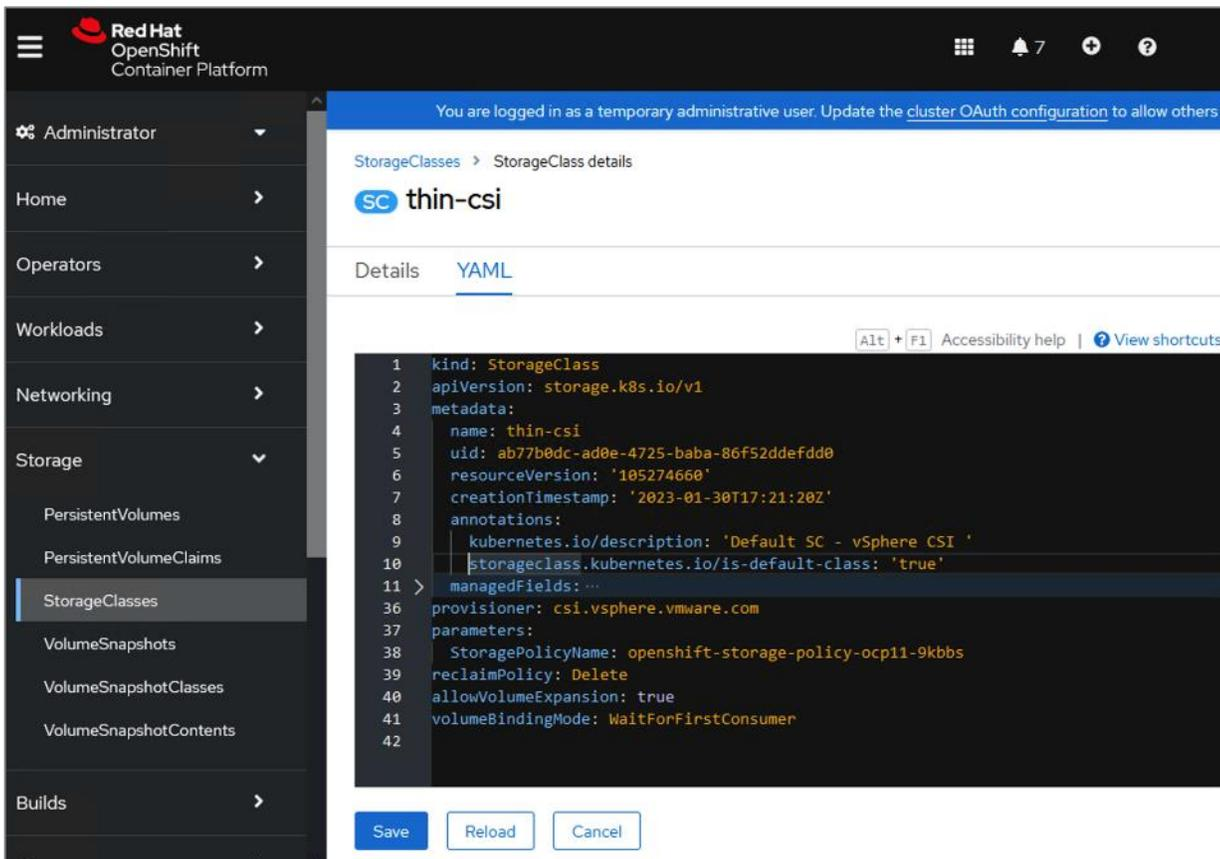 Red Hat
OpenShift
Container Platform
7
You are logged in as a temporary administrative user. Update the cluster OAuth configuration to allow others
Administrator
Home
Operators
Workloads
Networking
Storage
PersistentVolumes
PersistentVolumeClaims
StorageClasses
VolumeSnapshots
VolumeSnapshotClasses
VolumeSnapshotContents
Builds
StorageClasses > StorageClass details
SC thin-csi
Details YAML
Alt + F1 Accessibility help | View shortcuts
1 kind: StorageClass
2 apiVersion: storage.k8s.io/v1
3 metadata:
4 name: thin-csi
5 uid: ab77b0dc-ad0e-4725-baba-86f52ddefdd0
6 resourceVersion: '105274660'
7 creationTimestamp: '2023-01-30T17:21:20Z'
8 annotations:
9 kubernetes.io/description: 'Default SC - vSphere CSI '
10 storageclass.kubernetes.io/is-default-class: 'true'
11 managedFields: ...
36 provisioner: csi.vsphere.vmware.com
37 parameters:
38 StoragePolicyName: openshift-storage-policy-ocp11-9kbbs
39 reclaimPolicy: Delete
40 allowVolumeExpansion: true
41 volumeBindingMode: WaitForFirstConsumer
42
Save Reload Cancel